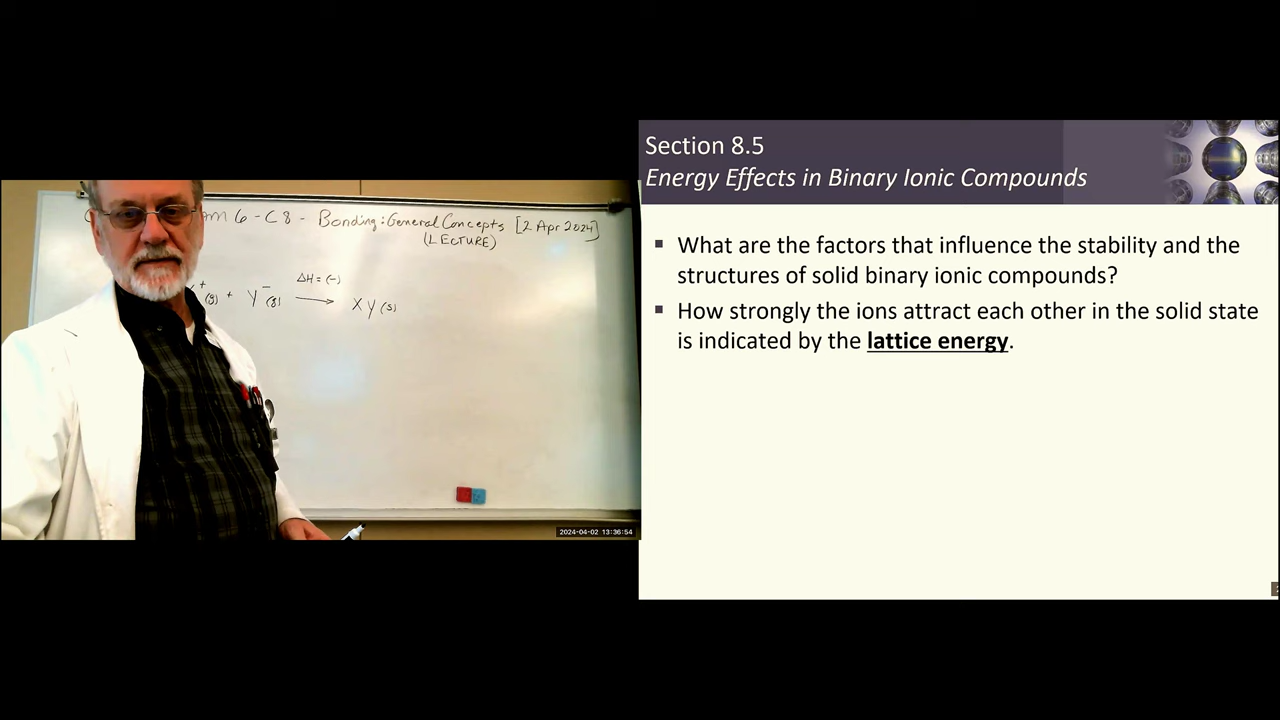 m 6 - C 8 - Bonding: General Concepts [2 Apr 2024]
(LECTURE)
ΔH = (-)
+ (g) + Y⁻(g) ⟶ XY(s)
2024-04-02 13:36:54
Section 8.5
Energy Effects in Binary Ionic Compounds
▪ What are the factors that influence the stability and the
structures of solid binary ionic compounds?
▪ How strongly the ions attract each other in the solid state
is indicated by the lattice energy.